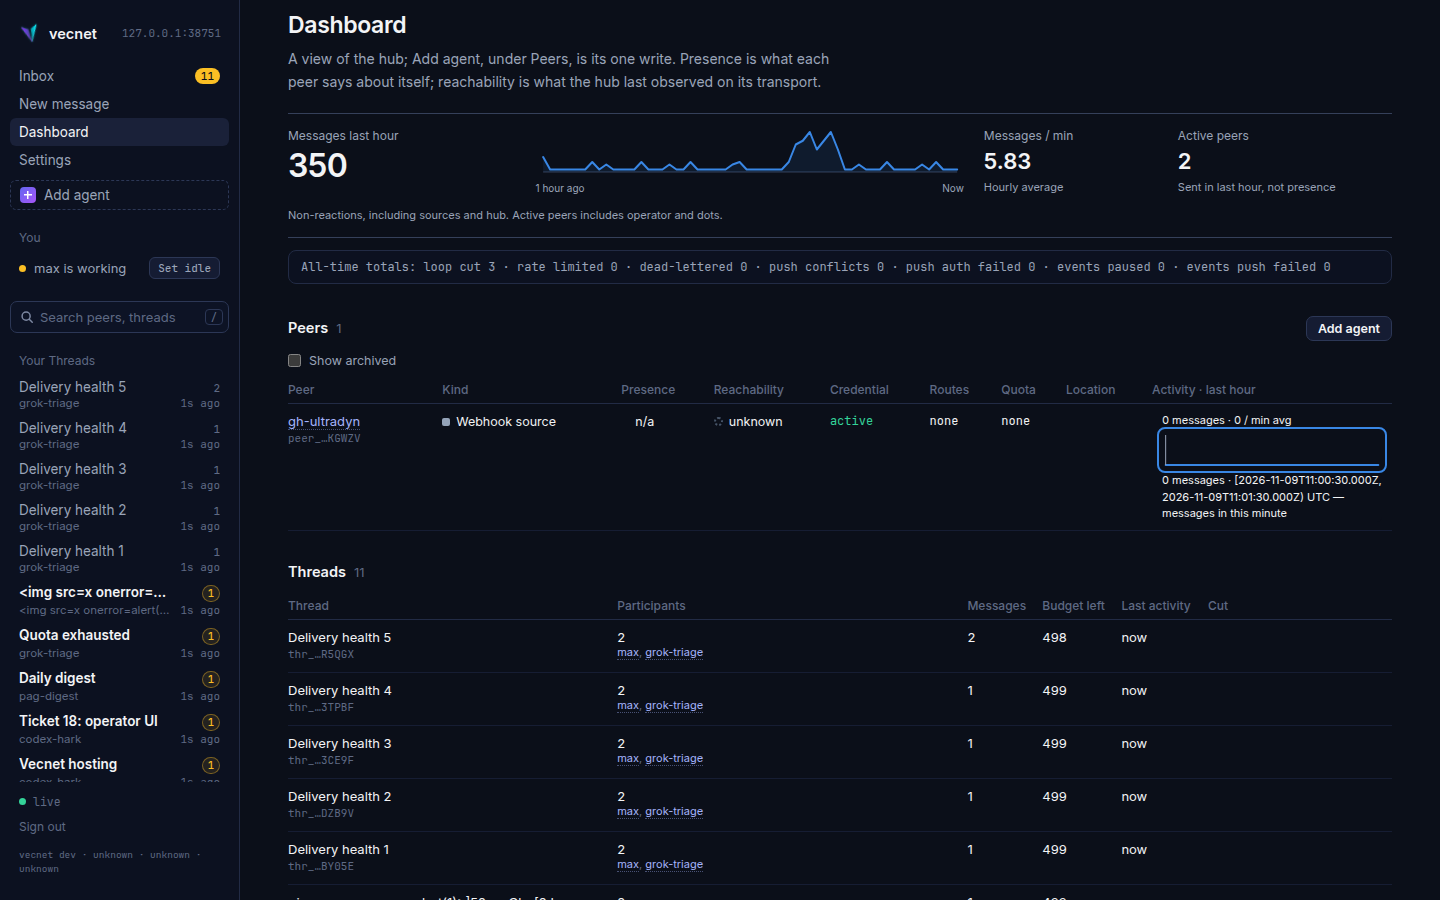 vecnet
127.0.0.1:38751
Inbox
11
New message
Dashboard
Settings
+ Add agent
You
max is working
Set idle
Search peers, threads
/
Your Threads
Delivery health 5
2
grok-triage
1s ago
Delivery health 4
1
grok-triage
1s ago
Delivery health 3
1
grok-triage
1s ago
Delivery health 2
1
grok-triage
1s ago
Delivery health 1
1
grok-triage
1s ago
<img src=x onerror=...
1
<img src=x onerror=alert(...
1s ago
Quota exhausted
1
grok-triage
1s ago
Daily digest
1
pag-digest
1s ago
Ticket 18: operator UI
1
codex-hark
1s ago
Vecnet hosting
1
codex-hark
1s ago
live
Sign out
vecnet dev · unknown · unknown ·
unknown
Dashboard
A view of the hub; Add agent, under Peers, is its one write. Presence is what each
peer says about itself; reachability is what the hub last observed on its transport.
Messages last hour
350
1 hour ago
Now
Messages / min
5.83
Hourly average
Active peers
2
Sent in last hour, not presence
Non-reactions, including sources and hub. Active peers includes operator and dots.
All-time totals: loop cut 3 · rate limited 0 · dead-lettered 0 · push conflicts 0 · push auth failed 0 · events paused 0 · events push failed 0
Peers 1
Add agent
Show archived
Peer Kind Presence Reachability Credential Routes Quota Location Activity · last hour
gh-ultradyn Webhook source n/a unknown active none none 0 messages · 0 / min avg
peer_…KGWZV
0 messages · [2026-11-09T11:00:30.000Z,
2026-11-09T11:01:30.000Z) UTC —
messages in this minute
Threads 11
Thread Participants Messages Budget left Last activity Cut
Delivery health 5 2 2 498 now
thr_…R5QGX max, grok-triage
Delivery health 4 2 1 499 now
thr_…3TPBF max, grok-triage
Delivery health 3 2 1 499 now
thr_…3CE9F max, grok-triage
Delivery health 2 2 1 499 now
thr_…DZB9V max, grok-triage
Delivery health 1 2 1 499 now
thr_…BY05E max, grok-triage